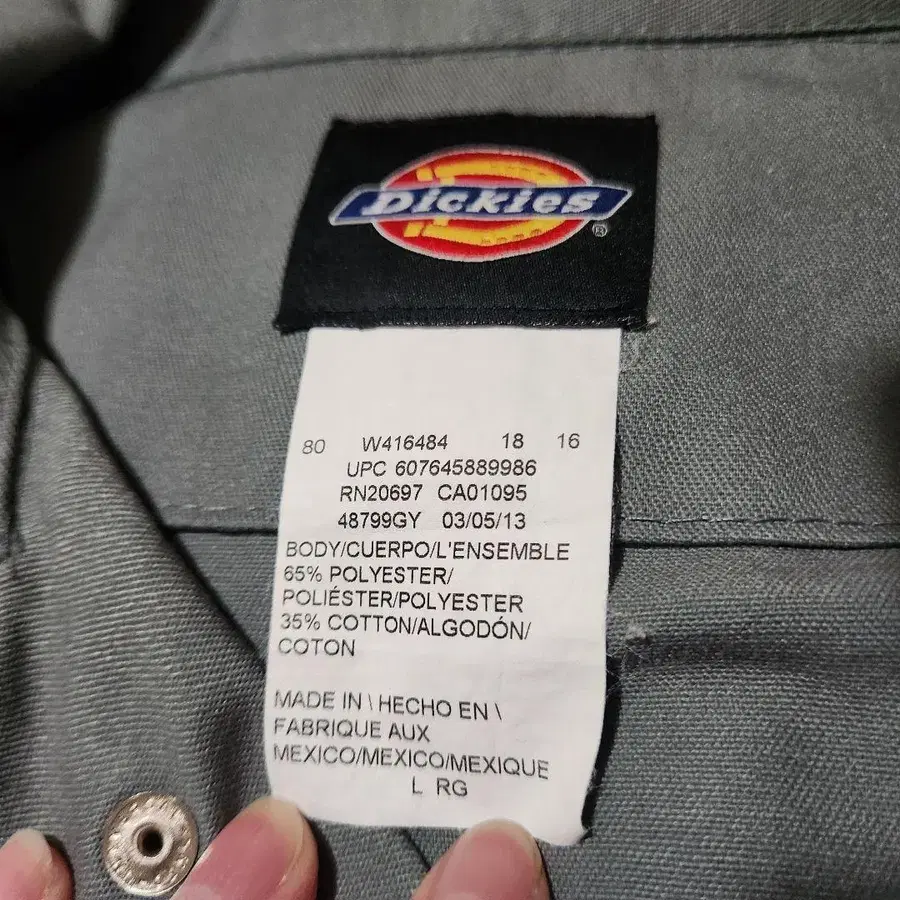 Dickies
®
80 W416484 18 16
UPC 607645889986
RN20697 CA01095
48799GY 03/05/13
BODY/CUERPO/L'ENSEMBLE
65% POLYESTER/
POLIÉSTER/POLYESTER
35% COTTON/ALGODÓN/
COTON
MADE IN \ HECHO EN \
FABRIQUE AUX
MEXICO/MEXICO/MEXIQUE
L RG